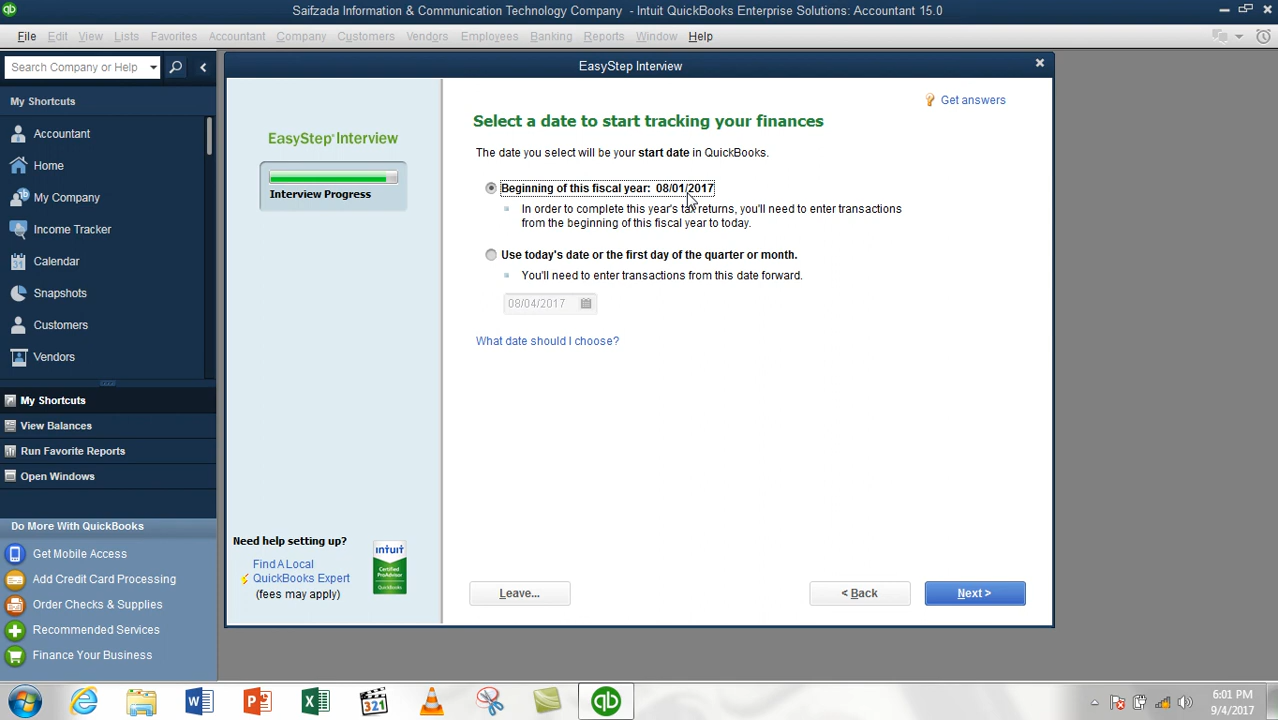 Saifzada Information & Communication Technology Company - Intuit QuickBooks Enterprise Solutions: Accountant 15.0
File Edit View Lists Favorites Accountant Company Customers Vendors Employees Banking Reports Window Help
Search Company or Help
My Shortcuts
Accountant
Home
My Company
Income Tracker
Calendar
Snapshots
Customers
Vendors
My Shortcuts
View Balances
Run Favorite Reports
Open Windows
Do More With QuickBooks
Get Mobile Access
Add Credit Card Processing
Order Checks & Supplies
Recommended Services
Finance Your Business
EasyStep Interview
EasyStep Interview
Interview Progress
Need help setting up?
Find A Local
QuickBooks Expert
(fees may apply)
intuit
Certified
ProAdvisor
QuickBooks
Get answers
Select a date to start tracking your finances
The date you select will be your start date in QuickBooks.
Beginning of this fiscal year: 08/01/2017
In order to complete this year's tax returns, you'll need to enter transactions
from the beginning of this fiscal year to today.
Use today's date or the first day of the quarter or month.
You'll need to enter transactions from this date forward.
08/04/2017
What date should I choose?
Leave...
< Back
Next >
qb
W
P
X
321
qb
6:01 PM
9/4/2017